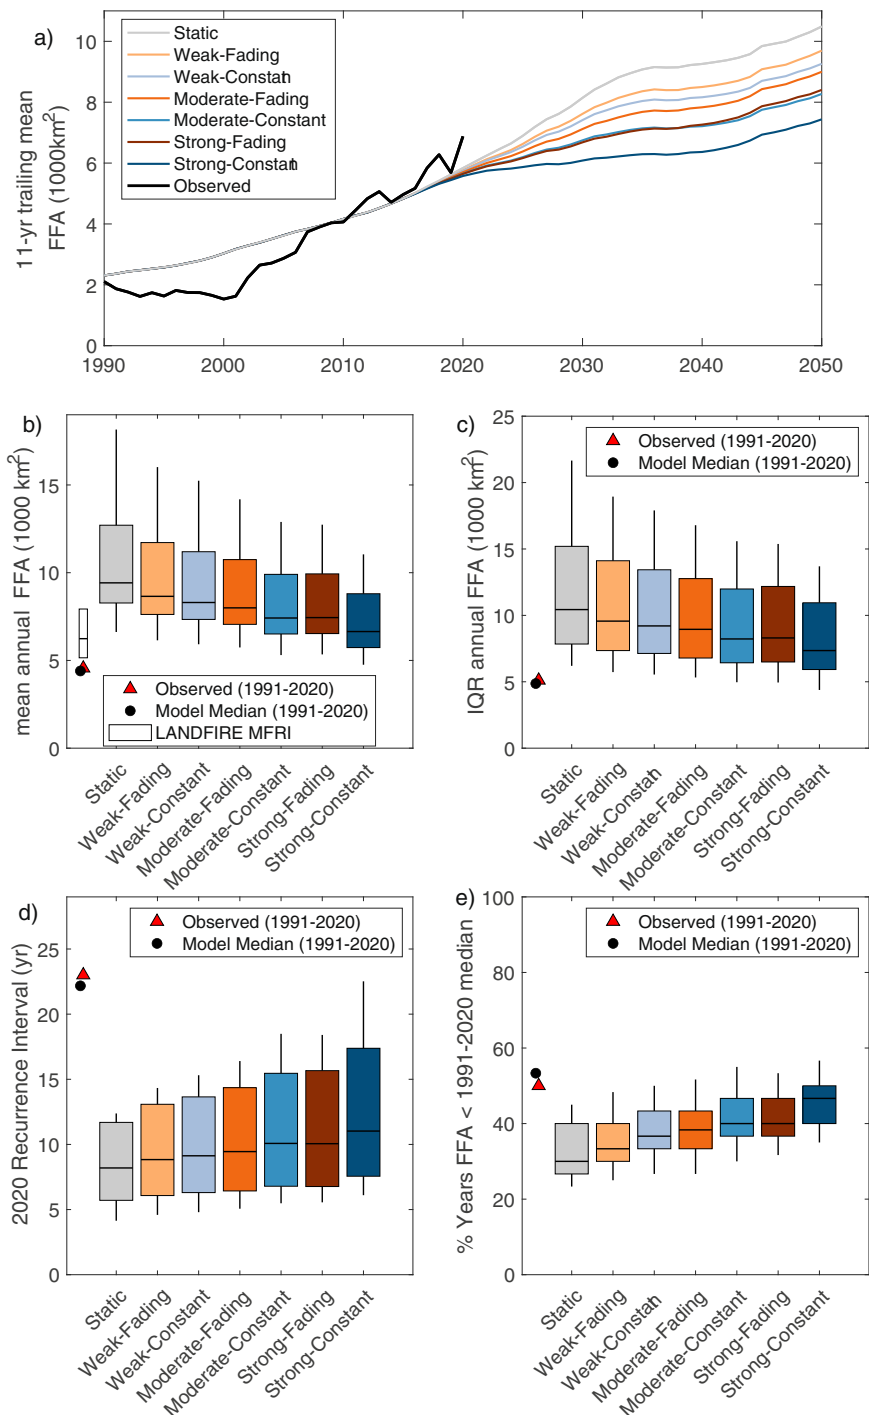 a)
11-yr trailing mean
FFA (1000km2)
10
8
6
4
2
0
Static
Weak-Fading
Weak-Constant
Moderate-Fading
Moderate-Constant
Strong-Fading
Strong-Constant
Observed
1990 2000 2010 2020 2030 2040 2050
b)
mean annual FFA (1000 km2)
15
10
5
0
Observed (1991-2020)
Model Median (1991-2020)
LANDFIRE MFRI
Static
Weak-Fading
Weak-Constant
Moderate-Fading
Moderate-Constant
Strong-Fading
Strong-Constant
c)
IQR annual FFA (1000 km2)
25
20
15
10
5
0
Observed (1991-2020)
Model Median (1991-2020)
Static
Weak-Fading
Weak-Constant
Moderate-Fading
Moderate-Constant
Strong-Fading
Strong-Constant
d)
2020 Recurrence Interval (yr)
25
20
15
10
5
0
Observed (1991-2020)
Model Median (1991-2020)
Static
Weak-Fading
Weak-Constant
Moderate-Fading
Moderate-Constant
Strong-Fading
Strong-Constant
e)
% Years FFA < 1991-2020 median
100
80
60
40
20
0
Observed (1991-2020)
Model Median (1991-2020)
Static
Weak-Fading
Weak-Constant
Moderate-Fading
Moderate-Constant
Strong-Fading
Strong-Constant